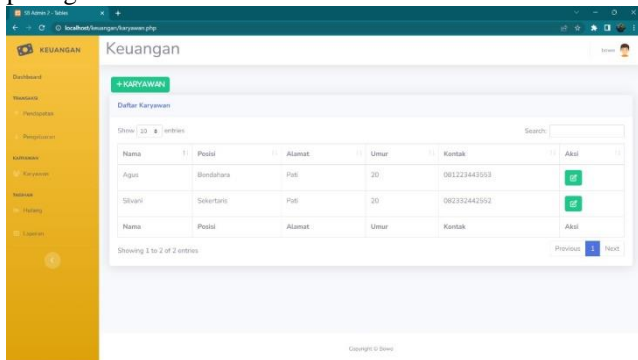 SB Admin 2 - Tables
localhost/keuangan/karyawan.php
KEUANGAN
Keuangan
Dashboard
Pendapatan
Pengeluaran
KARYAWAN
Karyawan
Hutang
Laporan
+KARYAWAN
Daftar Karyawan
Show 10 entries
Search:
Nama Posisi Alamat Umur Kontak Aksi
Agus Bendahara Pati 20 081223443553
Silvani Sekertaris Pati 20 082332442552
Nama Posisi Alamat Umur Kontak Aksi
Showing 1 to 2 of 2 entries
Previous 1 Next